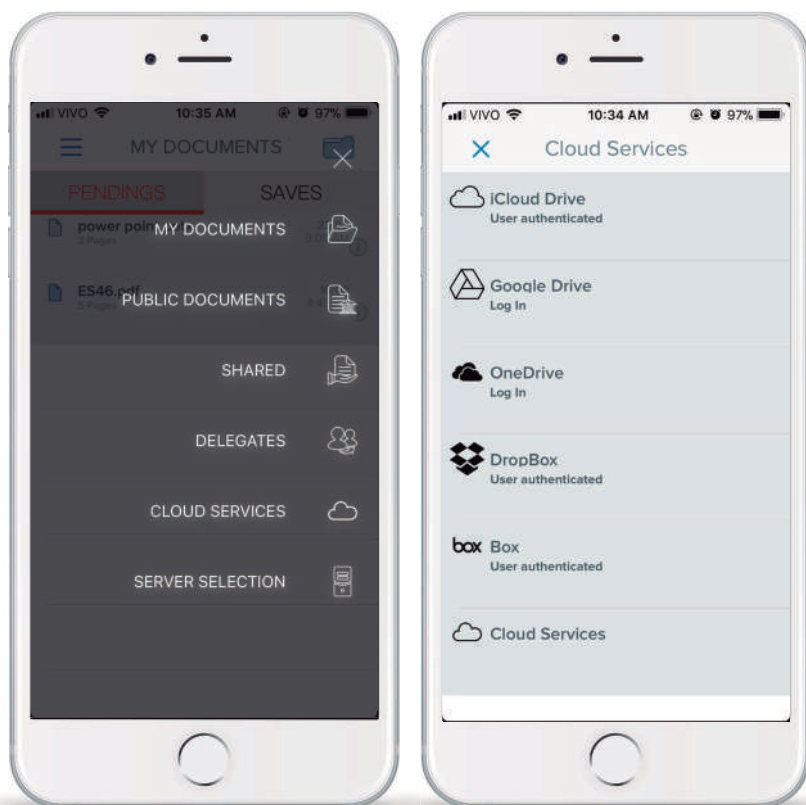 VIVO
10:35 AM
97%
MY DOCUMENTS
PENDINGS
SAVES
power poin
3 Pages
MY DOCUMENTS
ES46.pdf
5 Pages
PUBLIC DOCUMENTS
SHARED
DELEGATES
CLOUD SERVICES
SERVER SELECTION
VIVO
10:34 AM
97%
Cloud Services
iCloud Drive
User authenticated
Google Drive
Log In
OneDrive
Log In
DropBox
User authenticated
box
Box
User authenticated
Cloud Services